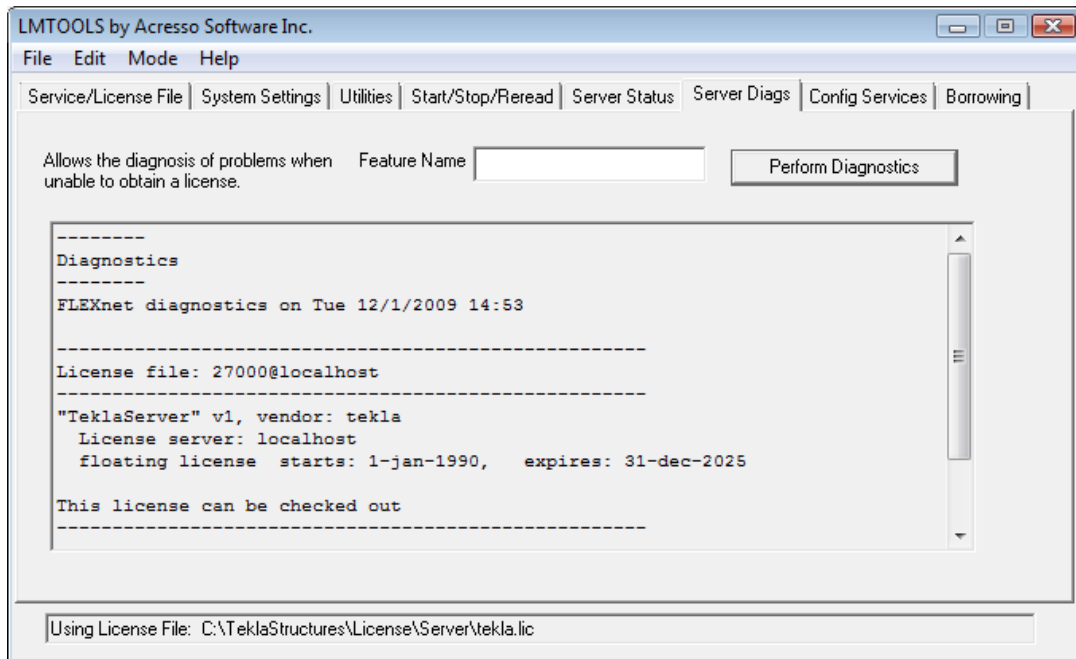 LMTOOLS by Acresso Software Inc.
File Edit Mode Help
Service/License File System Settings Utilities Start/Stop/Reread Server Status Server Diags Config Services Borrowing
Allows the diagnosis of problems when unable to obtain a license.
Feature Name
Perform Diagnostics
--------
Diagnostics
--------
FLEXnet diagnostics on Tue 12/1/2009 14:53
-----------------------------------------------------
License file: 27000@localhost
-----------------------------------------------------
"TeklaServer" v1, vendor: tekla
License server: localhost
floating license starts: 1-jan-1990, expires: 31-dec-2025
This license can be checked out
-----------------------------------------------------
Using License File: C:\TeklaStructures\License\Server\tekla.lic